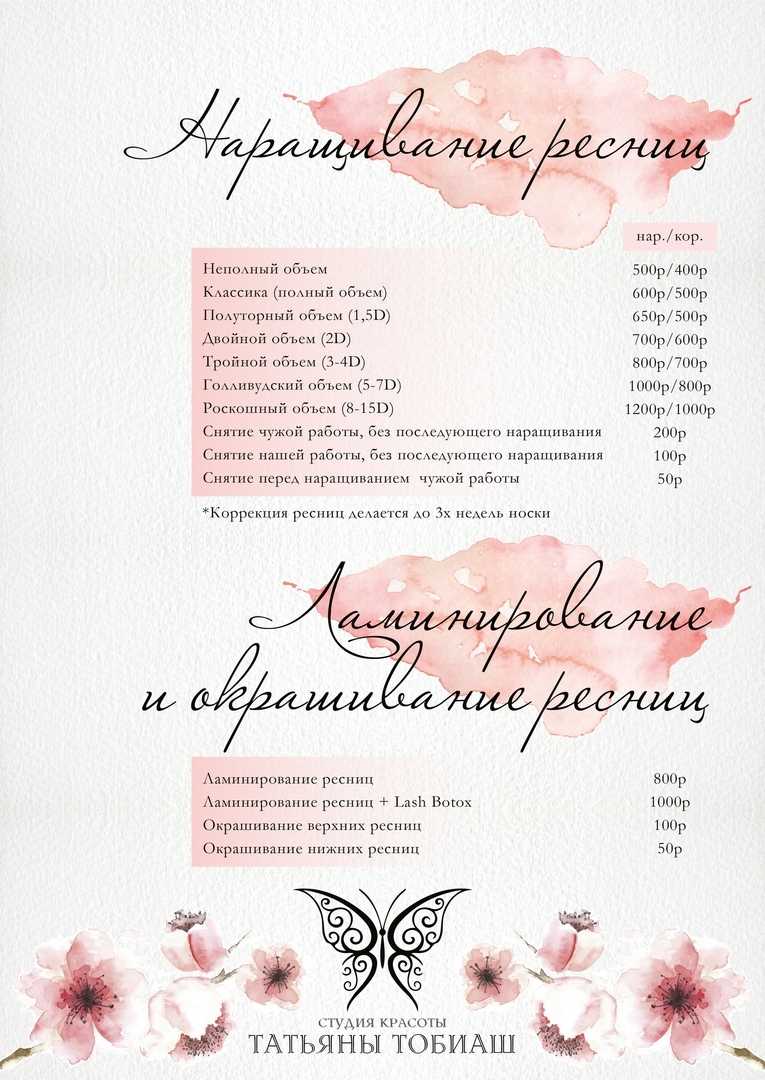 Наращивание ресниц
нар./кор.
Неполный объем 500р/400р
Классика (полный объем) 600р/500р
Полуторный объем (1,5D) 650р/500р
Двойной объем (2D) 700р/600р
Тройной объем (3-4D) 800р/700р
Голливудский объем (5-7D) 1000р/800р
Роскошный объем (8-15D) 1200р/1000р
Снятие чужой работы, без последующего наращивания 200р
Снятие нашей работы, без последующего наращивания 100р
Снятие перед наращиванием чужой работы 50р
*Коррекция ресниц делается до 3х недель носки
Ламинирование
и окрашивание ресниц
Ламинирование ресниц 800р
Ламинирование ресниц + Lash Botox 1000р
Окрашивание верхних ресниц 100р
Окрашивание нижних ресниц 50р
СТУДИЯ КРАСОТЫ
ТАТЬЯНЫ ТОБИАШ